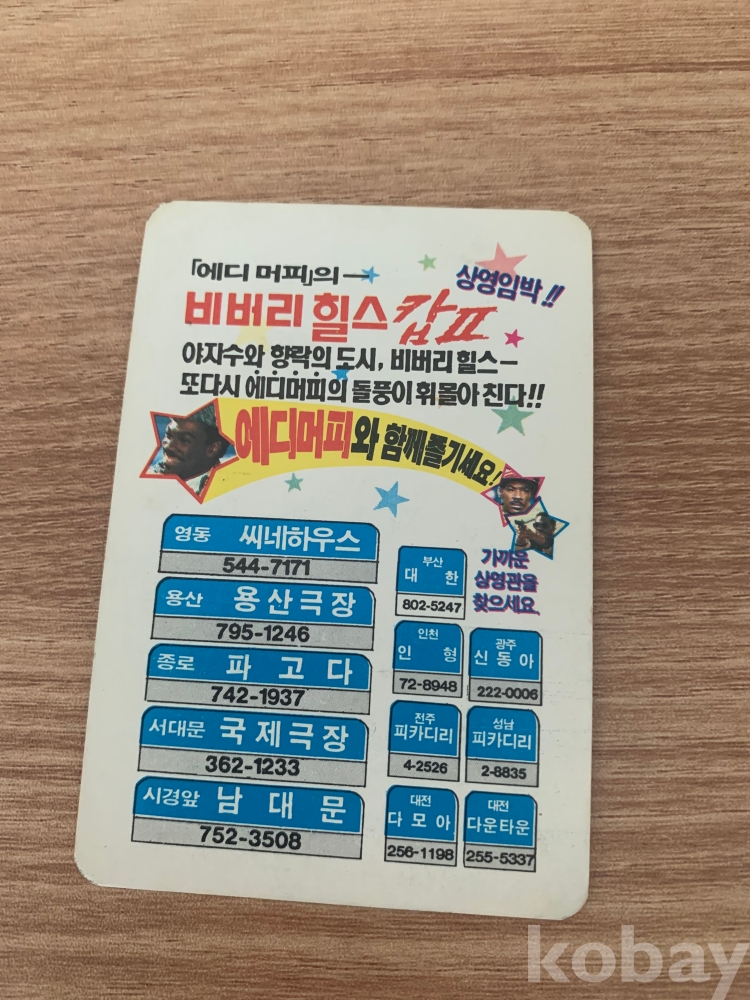 「에디 머피」의 —
상영임박!!
비버리 힐스 캅 II
야자수와 향락의 도시, 비버리 힐스—
또다시 에디머피의 돌풍이 휘몰아 친다!!
에디머피와 함께 즐기세요!
영동 씨네하우스
544-7171
용산 용산극장
795-1246
종로 파고다
742-1937
서대문 국제극장
362-1233
시경앞 남대문
752-3508
가까운
상영관을
찾으세요
부산
대한
802-5247
인천
인형
72-8948
광주
신동아
222-0006
전주
피카디리
4-2526
성남
피카디리
2-8835
대전
다모아
256-1198
대전
다운타운
255-5337
kobay